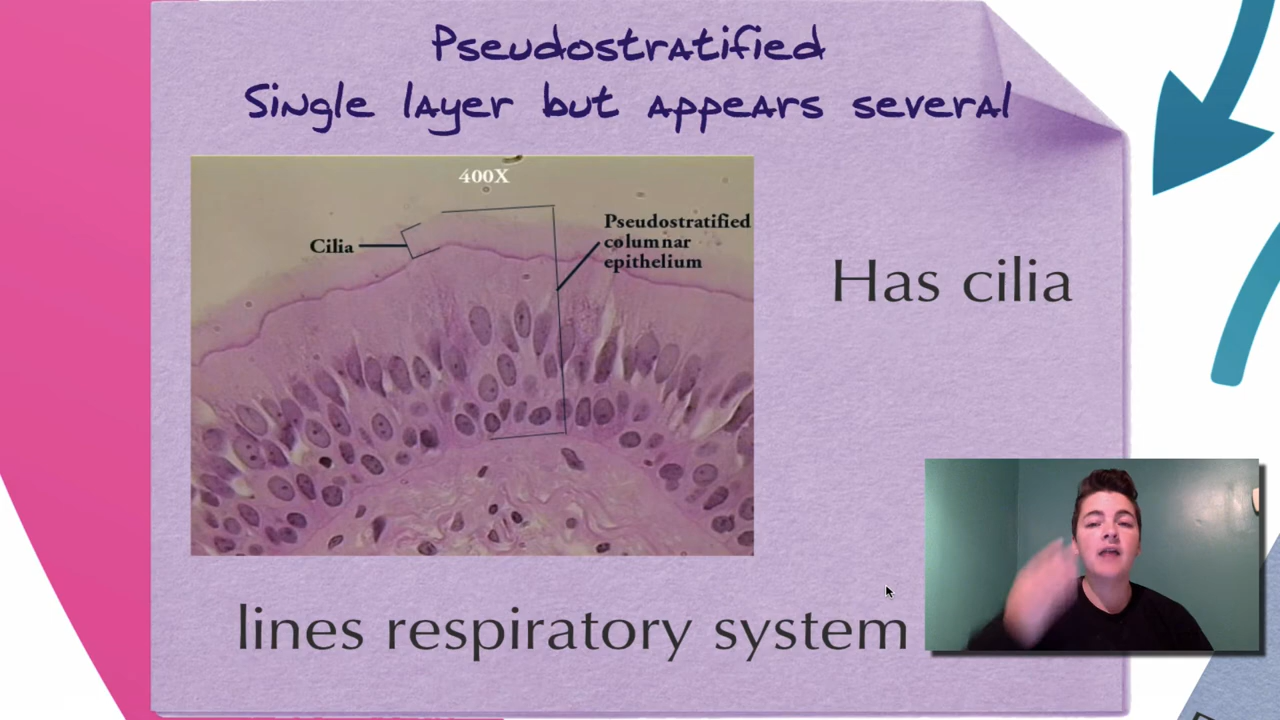 Pseudostratified
Single layer but appears several
400X
Cilia
Pseudostratified
columnar
epithelium
Has cilia
lines respiratory system